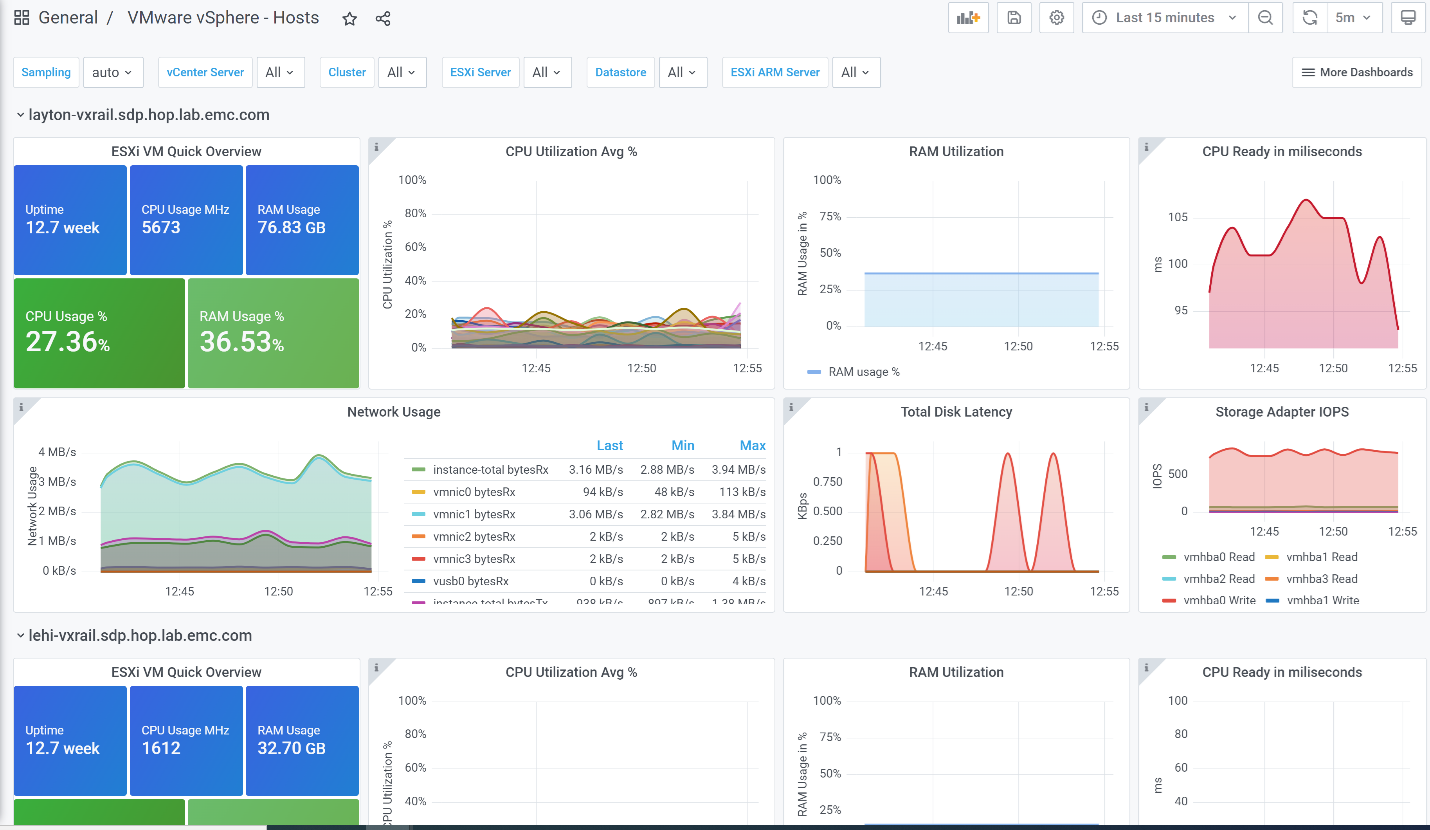 General / VMware vSphere - Hosts
Last 15 minutes
5m
Sampling auto vCenter Server All Cluster All ESXi Server All Datastore All ESXi ARM Server All More Dashboards
layton-vxrail.sdp.hop.lab.emc.com
ESXi VM Quick Overview
Uptime
12.7 week
CPU Usage MHz
5673
RAM Usage
76.83 GB
CPU Usage %
27.36%
RAM Usage %
36.53%
CPU Utilization Avg %
CPU Utilization %
100%
80%
60%
40%
20%
0%
12:45 12:50 12:55
RAM Utilization
RAM Usage in %
100%
75%
50%
25%
0%
12:45 12:50 12:55
RAM usage %
CPU Ready in miliseconds
ms
105
100
95
12:45 12:50 12:55
Network Usage
Network Usage
4 MB/s
3 MB/s
2 MB/s
1 MB/s
0 kB/s
12:45 12:50 12:55
Last Min Max
instance-total bytesRx 3.16 MB/s 2.88 MB/s 3.94 MB/s
vmnic0 bytesRx 94 kB/s 48 kB/s 113 kB/s
vmnic1 bytesRx 3.06 MB/s 2.82 MB/s 3.84 MB/s
vmnic2 bytesRx 2 kB/s 2 kB/s 5 kB/s
vmnic3 bytesRx 2 kB/s 2 kB/s 5 kB/s
vusb0 bytesRx 0 kB/s 0 kB/s 4 kB/s
instance-total bytesTx 938 kB/s 897 kB/s 1.38 MB/s
Total Disk Latency
KBps
1
0.750
0.500
0.250
0
12:45 12:50 12:55
Storage Adapter IOPS
IOPS
500
0
12:45 12:50 12:55
vmhba0 Read vmhba1 Read
vmhba2 Read vmhba3 Read
vmhba0 Write vmhba1 Write
lehi-vxrail.sdp.hop.lab.emc.com
ESXi VM Quick Overview
Uptime
12.7 week
CPU Usage MHz
1612
RAM Usage
32.70 GB
CPU Utilization Avg %
CPU Utilization %
100%
80%
60%
40%
RAM Utilization
RAM Usage in %
100%
75%
50%
25%
CPU Ready in miliseconds
ms
100
80
60
40